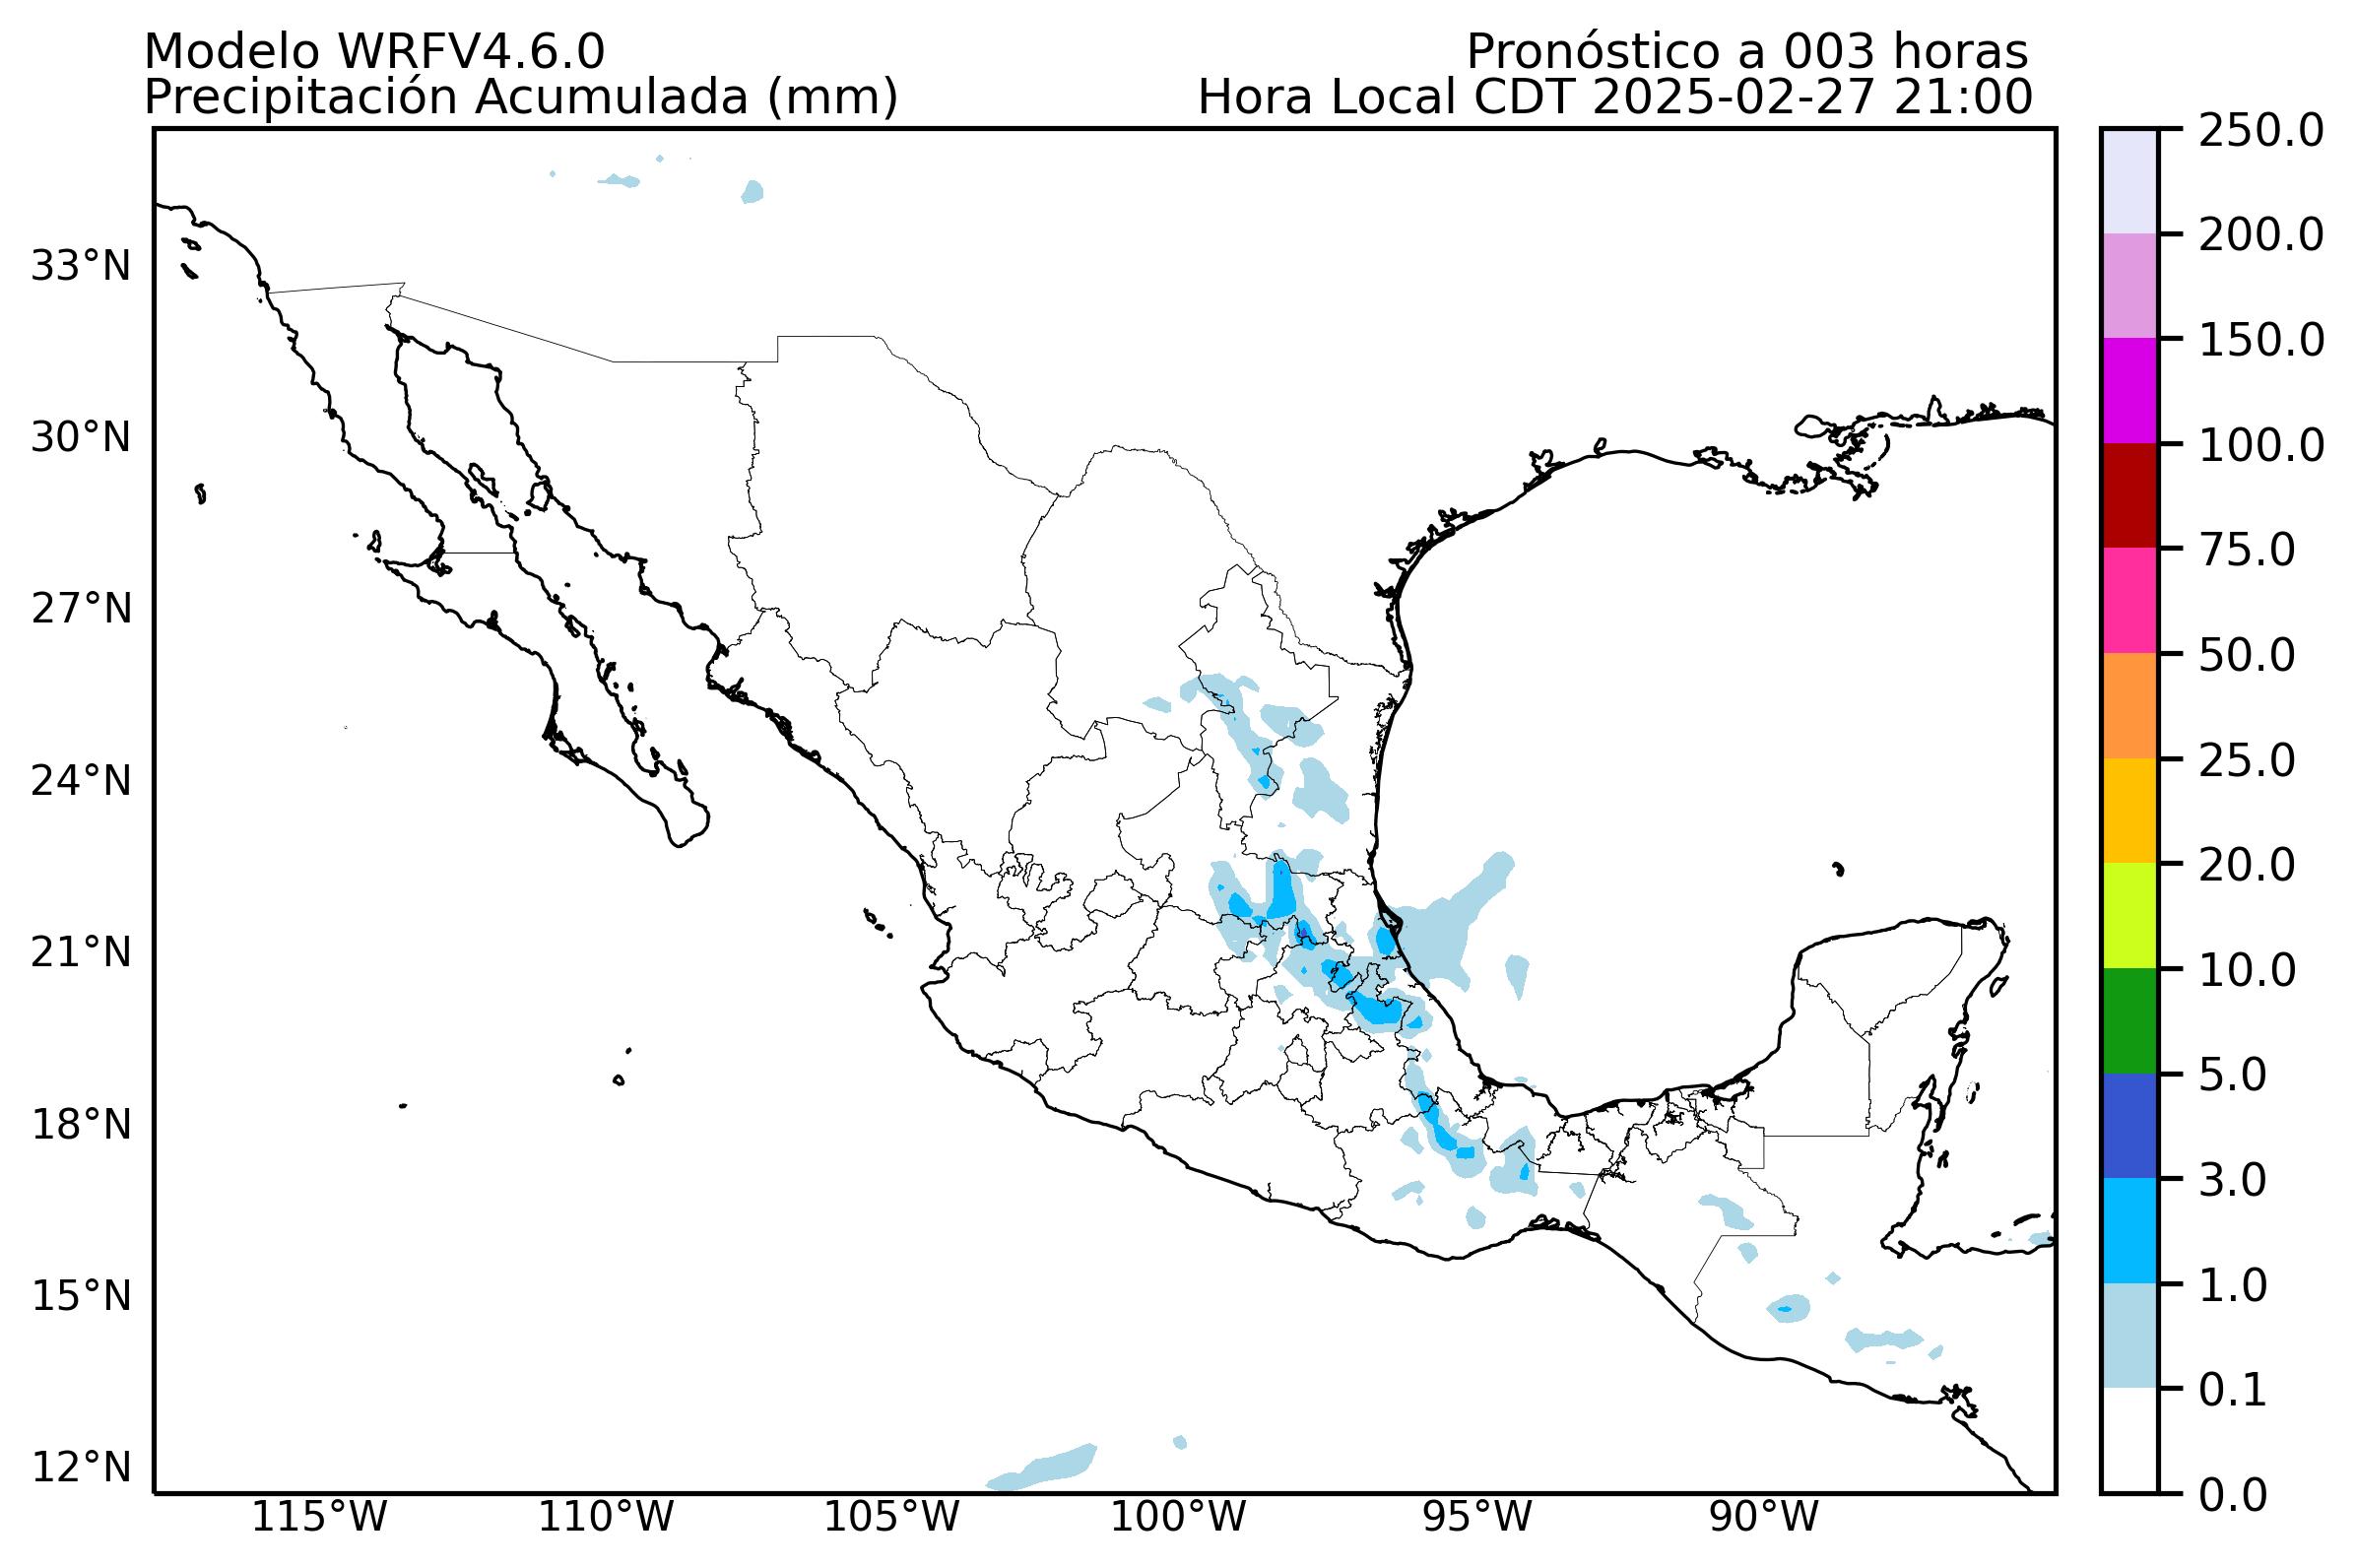 Modelo WRFV4.6.0
Pronóstico a 003 horas
Precipitación Acumulada (mm)
Hora Local CDT 2025-02-27 21:00
250.0
200.0
150.0
100.0
75.0
50.0
25.0
20.0
10.0
5.0
3.0
1.0
0.1
0.0
33°N
30°N
27°N
24°N
21°N
18°N
15°N
12°N
115°W
110°W
105°W
100°W
95°W
90°W